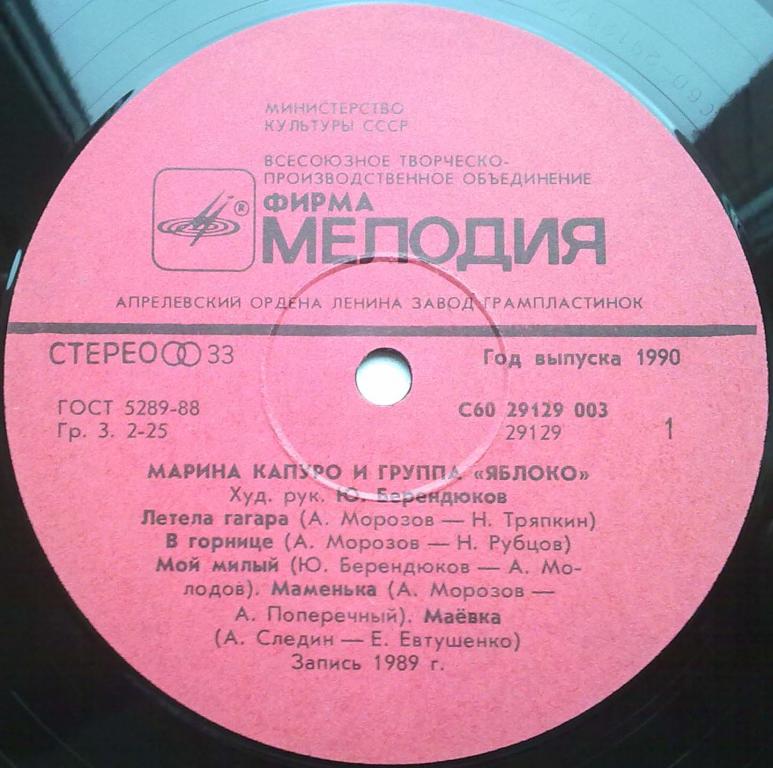 МИНИСТЕРСТВО
КУЛЬТУРЫ СССР
ВСЕСОЮЗНОЕ ТВОРЧЕСКО-
ПРОИЗВОДСТВЕННОЕ ОБЪЕДИНЕНИЕ
ФИРМА
®
МЕЛОДИЯ
АПРЕЛЕВСКИЙ ОРДЕНА ЛЕНИНА ЗАВОД ГРАМПЛАСТИНОК
СТЕРЕО 33
Год выпуска 1990
ГОСТ 5289-88
С60 29129 003
Гр. 3. 2-25
29129
1
МАРИНА КАПУРО И ГРУППА «ЯБЛОКО»
Худ. рук. Ю. Берендюков
Летела гагара (А. Морозов — Н. Тряпкин)
В горнице (А. Морозов — Н. Рубцов)
Мой милый (Ю. Берендюков — А. Мо-
лодов). Маменька (А. Морозов —
А. Поперечный). Маёвка
(А. Следин — Е. Евтушенко)
Запись 1989 г.